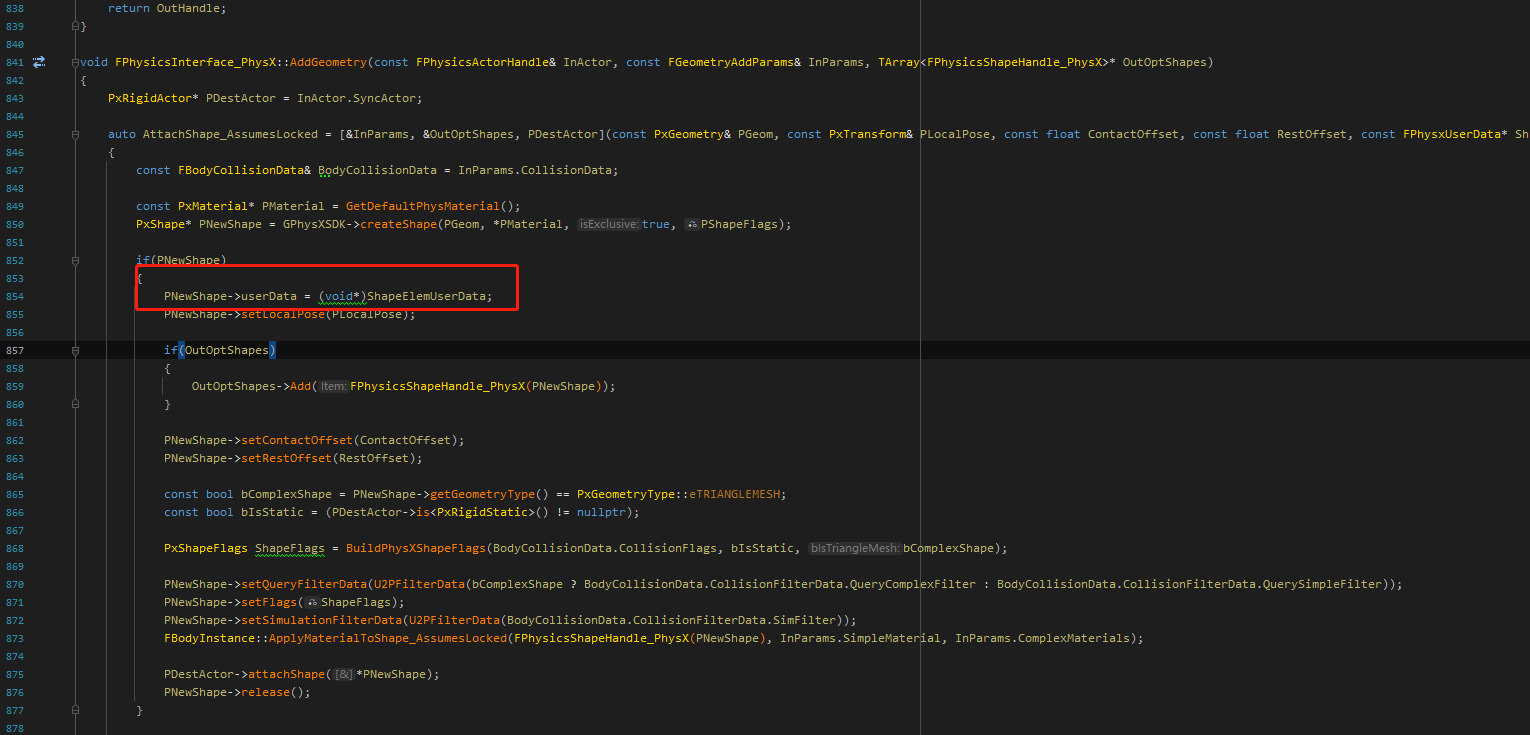 838 return OutHandle;
839 }
840
841 void FPhysicsInterface_PhysX::AddGeometry(const FPhysicsActorHandle& InActor, const FGeometryAddParams& InParams, TArray<FPhysicsShapeHandle_PhysX>* OutOptShapes)
842 {
843 PxRigidActor* PDestActor = InActor.SyncActor;
844
845 auto AttachShape_AssumesLocked = [&InParams, &OutOptShapes, PDestActor](const PxGeometry& PGeom, const PxTransform& PLocalPose, const float ContactOffset, const float RestOffset, const FPhysxUserData* Sh
846 {
847 const FBodyCollisionData& BodyCollisionData = InParams.CollisionData;
848
849 const PxMaterial* PMaterial = GetDefaultPhysMaterial();
850 PxShape* PNewShape = GPhysXSDK->createShape(PGeom, *PMaterial, isExclusive: true, PShapeFlags);
851
852 if(PNewShape)
853 {
854 PNewShape->userData = (void*)ShapeElemUserData;
855 PNewShape->setLocalPose(PLocalPose);
856
857 if(OutOptShapes)
858 {
859 OutOptShapes->Add( Item: FPhysicsShapeHandle_PhysX(PNewShape));
860 }
861
862 PNewShape->setContactOffset(ContactOffset);
863 PNewShape->setRestOffset(RestOffset);
864
865 const bool bComplexShape = PNewShape->getGeometryType() == PxGeometryType::eTRIANGLEMESH;
866 const bool bIsStatic = (PDestActor->is<PxRigidStatic>() != nullptr);
867
868 PxShapeFlags ShapeFlags = BuildPhysXShapeFlags(BodyCollisionData.CollisionFlags, bIsStatic, bIsTriangleMesh: bComplexShape);
869
870 PNewShape->setQueryFilterData(U2PFilterData(bComplexShape ? BodyCollisionData.CollisionFilterData.QueryComplexFilter : BodyCollisionData.CollisionFilterData.QuerySimpleFilter));
871 PNewShape->setFlags( ShapeFlags);
872 PNewShape->setSimulationFilterData(U2PFilterData(BodyCollisionData.CollisionFilterData.SimFilter));
873 FBodyInstance::ApplyMaterialToShape_AssumesLocked(FPhysicsShapeHandle_PhysX(PNewShape), InParams.SimpleMaterial, InParams.ComplexMaterials);
874
875 PDestActor->attachShape( [&] *PNewShape);
876 PNewShape->release();
877 }
878